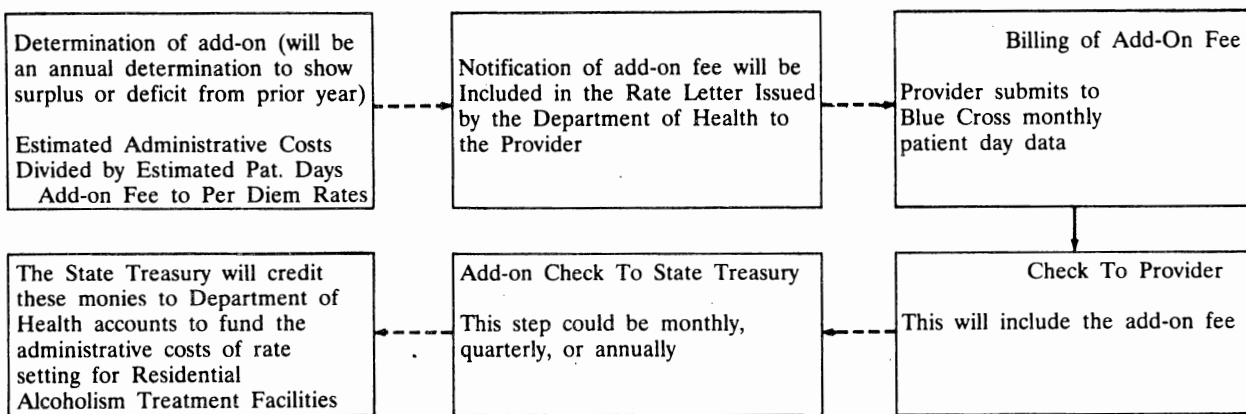 Determination of add-on (will be
an annual determination to show
surplus or deficit from prior year)
Estimated Administrative Costs
Divided by Estimated Pat. Days
Add-on Fee to Per Diem Rates
Notification of add-on fee will be
Included in the Rate Letter Issued
by the Department of Health to
the Provider
Billing of Add-On Fee
Provider submits to
Blue Cross monthly
patient day data
Check To Provider
This will include the add-on fee
Add-on Check To State Treasury
This step could be monthly,
quarterly, or annually
The State Treasury will credit
these monies to Department of
Health accounts to fund the
administrative costs of rate
setting for Residential
Alcoholism Treatment Facilities